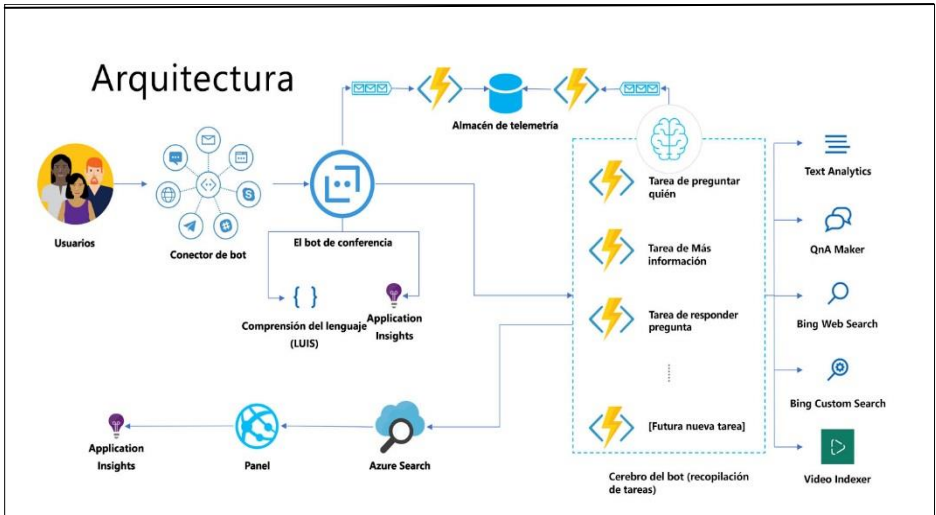 Arquitectura
Almacén de telemetría
Usuarios
Conector de bot
El bot de conferencia
Comprensión del lenguaje
(LUIS)
Application
Insights
Tarea de preguntar
quién
Tarea de Más
información
Tarea de responder
pregunta
[Futura nueva tarea]
Cerebro del bot (recopilación
de tareas)
Text Analytics
QnA Maker
Bing Web Search
Bing Custom Search
Video Indexer
Application
Insights
Panel
Azure Search